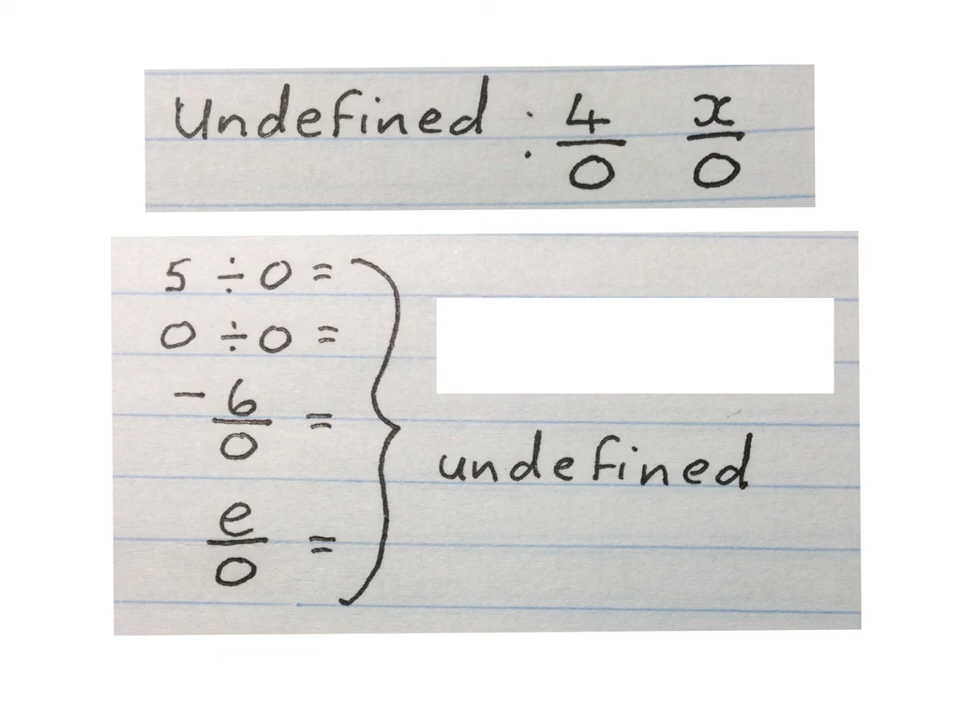 Undefined : 4/0 x/0
5 ÷ 0 =
0 ÷ 0 =
-6/0 =
e/0 =
undefined